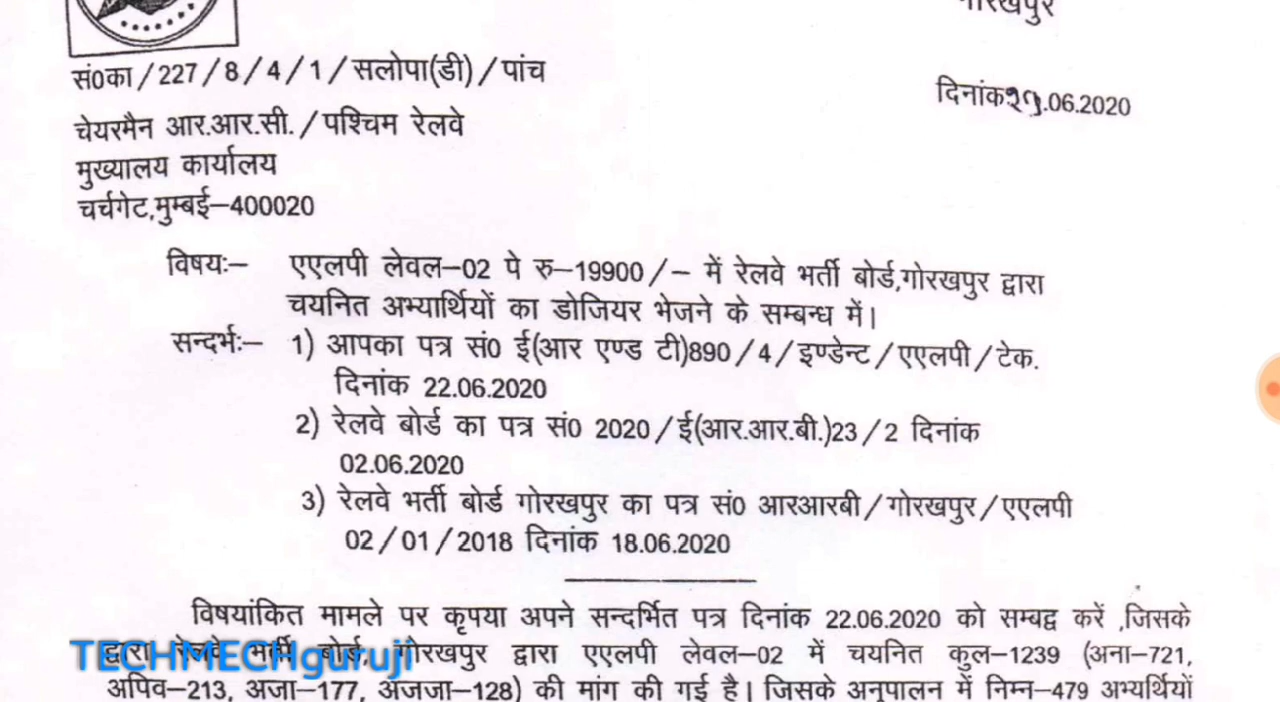 गोरखपुर
सं0का/227/8/4/1/सलोपा(डी)/पांच
दिनांक .06.2020
चेयरमैन आर.आर.सी./पश्चिम रेलवे
मुख्यालय कार्यालय
चर्चगेट,मुम्बई–400020
विषयः– एएलपी लेवल–02 पे रु–19900/– में रेलवे भर्ती बोर्ड,गोरखपुर द्वारा
चयनित अभ्यार्थियों का डोजियर भेजने के सम्बन्ध में।
सन्दर्भः– 1) आपका पत्र सं0 ई(आर एण्ड टी)890/4/इण्डेन्ट/एएलपी/टेक.
दिनांक 22.06.2020
2) रेलवे बोर्ड का पत्र सं0 2020/ई(आर.आर.बी.)23/2 दिनांक
02.06.2020
3) रेलवे भर्ती बोर्ड गोरखपुर का पत्र सं0 आरआरबी/गोरखपुर/एएलपी
02/01/2018 दिनांक 18.06.2020
विषयांकित मामले पर कृपया अपने सन्दर्भित पत्र दिनांक 22.06.2020 को सम्बद्व करें ,जिसके
द्वारा रेलवे भर्ती बोर्ड, गोरखपुर द्वारा एएलपी लेवल–02 में चयनित कुल–1239 (अना–721,
TECHMECHguruji
अपिव–213, अजा–177, अजजा–128) की मांग की गई है। जिसके अनुपालन में निम्न–479 अभ्यर्थियों